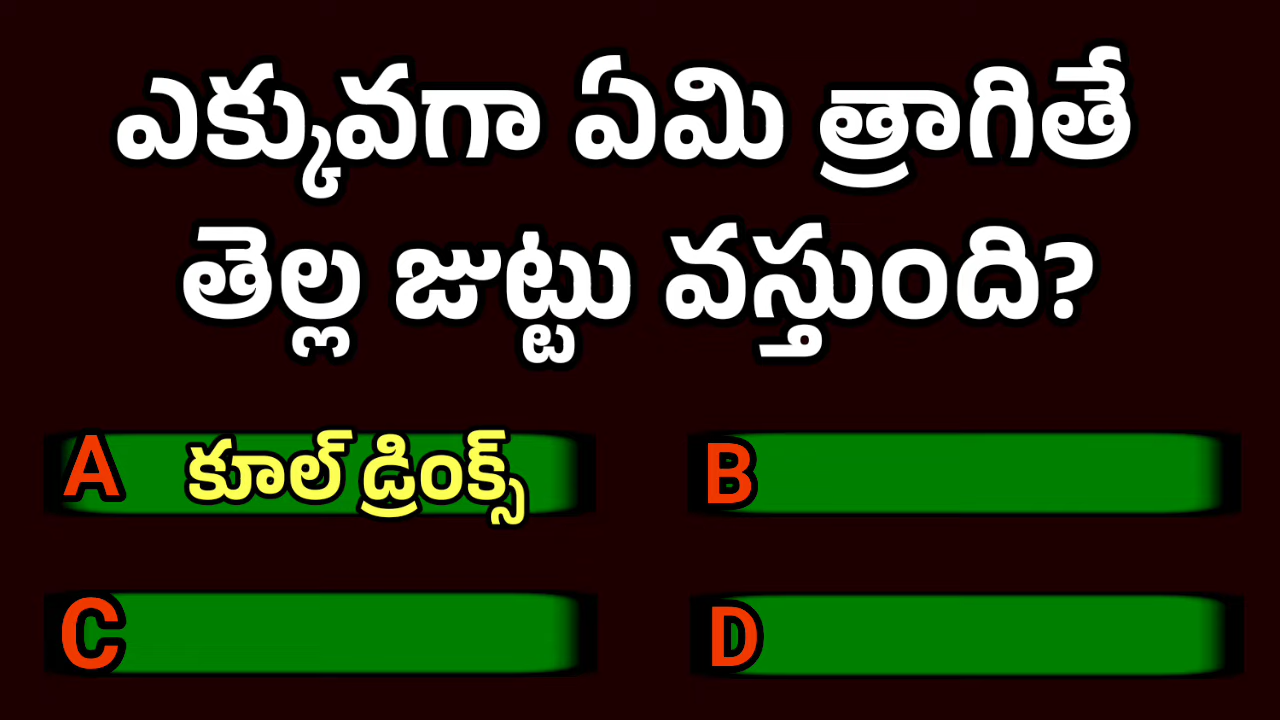 ఎక్కువగా ఏమి త్రాగితే
తెల్ల జుట్టు వస్తుంది?
A కూల్ డ్రింక్స్
B
C
D